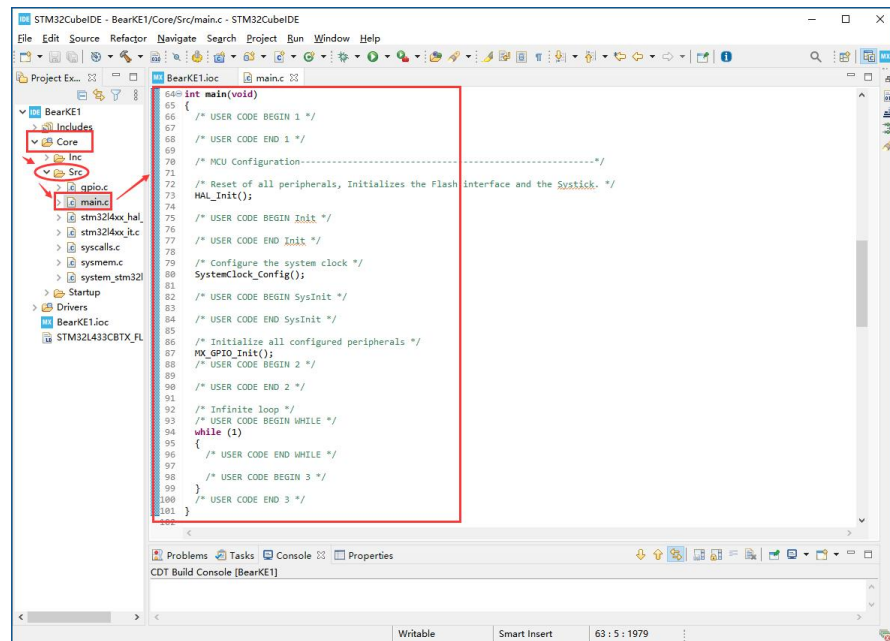 STM32CubeIDE - BearKE1/Core/Src/main.c - STM32CubeIDE
File Edit Source Refactor Navigate Search Project Run Window Help
Project Ex...
BearKE1
Includes
Core
Inc
Src
gpio.c
main.c
stm32l4xx_hal_
stm32l4xx_it.c
syscalls.c
sysmem.c
system_stm32l
Startup
Drivers
BearKE1.ioc
STM32L433CBTX_FL
BearKE1.ioc main.c
64 int main(void)
65 {
66 /* USER CODE BEGIN 1 */
67
68 /* USER CODE END 1 */
69
70 /* MCU Configuration--------------------------------------------------------*/
71
72 /* Reset of all peripherals, Initializes the Flash interface and the Systick. */
73 HAL_Init();
74
75 /* USER CODE BEGIN Init */
76
77 /* USER CODE END Init */
78
79 /* Configure the system clock */
80 SystemClock_Config();
81
82 /* USER CODE BEGIN SysInit */
83
84 /* USER CODE END SysInit */
85
86 /* Initialize all configured peripherals */
87 MX_GPIO_Init();
88 /* USER CODE BEGIN 2 */
89
90 /* USER CODE END 2 */
91
92 /* Infinite loop */
93 /* USER CODE BEGIN WHILE */
94 while (1)
95 {
96 /* USER CODE END WHILE */
97
98 /* USER CODE BEGIN 3 */
99 }
100 /* USER CODE END 3 */
101 }
102
Problems Tasks Console Properties
CDT Build Console [BearKE1]
Writable Smart Insert 63 : 5 : 1979